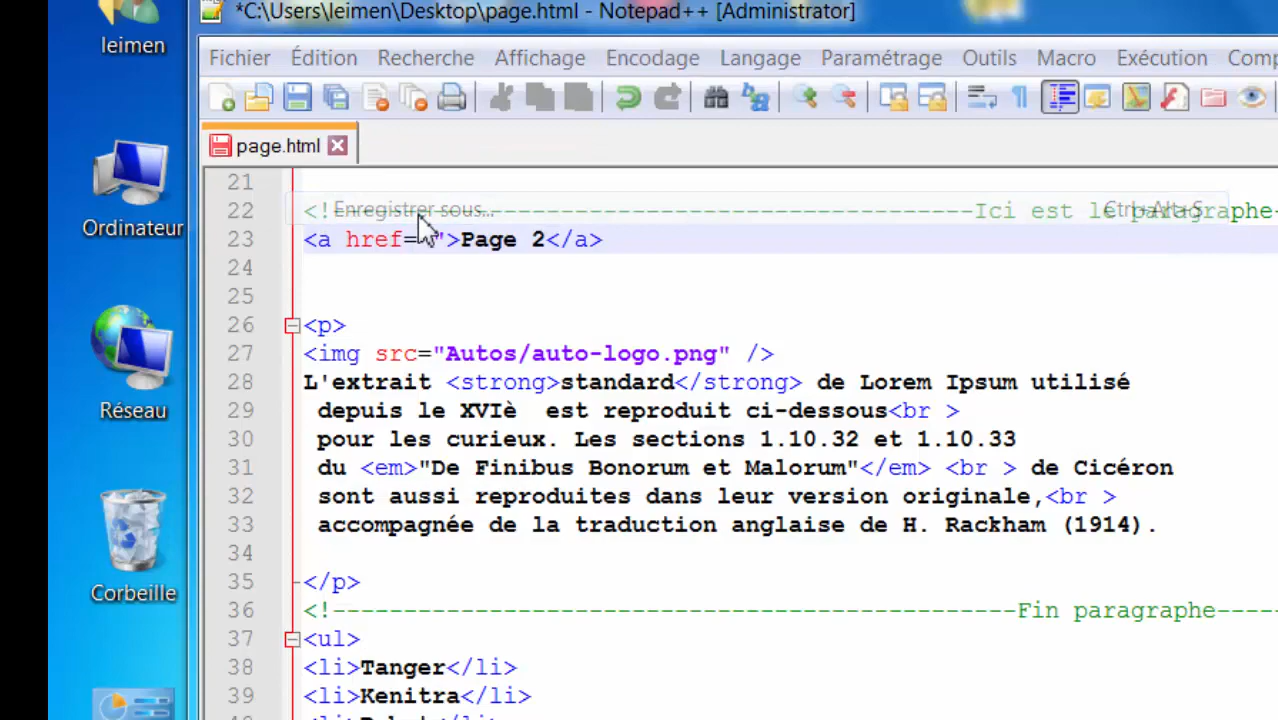 *C:\Users\leimen\Desktop\page.html - Notepad++ [Administrator]
leimen
Fichier Édition Recherche Affichage Encodage Langage Paramétrage Outils Macro Exécution
page.html
Ordinateur
Réseau
Corbeille
Enregistrer sous... Ctrl+Alt+S
21
22 <!-----------------------------------------------Ici est le paragraphe-
23 <a href="">Page 2</a>
24
25
26 <p>
27 <img src="Autos/auto-logo.png" />
28 L'extrait <strong>standard</strong> de Lorem Ipsum utilisé
29 depuis le XVIè est reproduit ci-dessous<br >
30 pour les curieux. Les sections 1.10.32 et 1.10.33
31 du <em>"De Finibus Bonorum et Malorum"</em> <br > de Cicéron
32 sont aussi reproduites dans leur version originale,<br >
33 accompagnée de la traduction anglaise de H. Rackham (1914).
34
35 </p>
36 <!------------------------------------------------Fin paragraphe-----
37 <ul>
38 <li>Tanger</li>
39 <li>Kenitra</li>